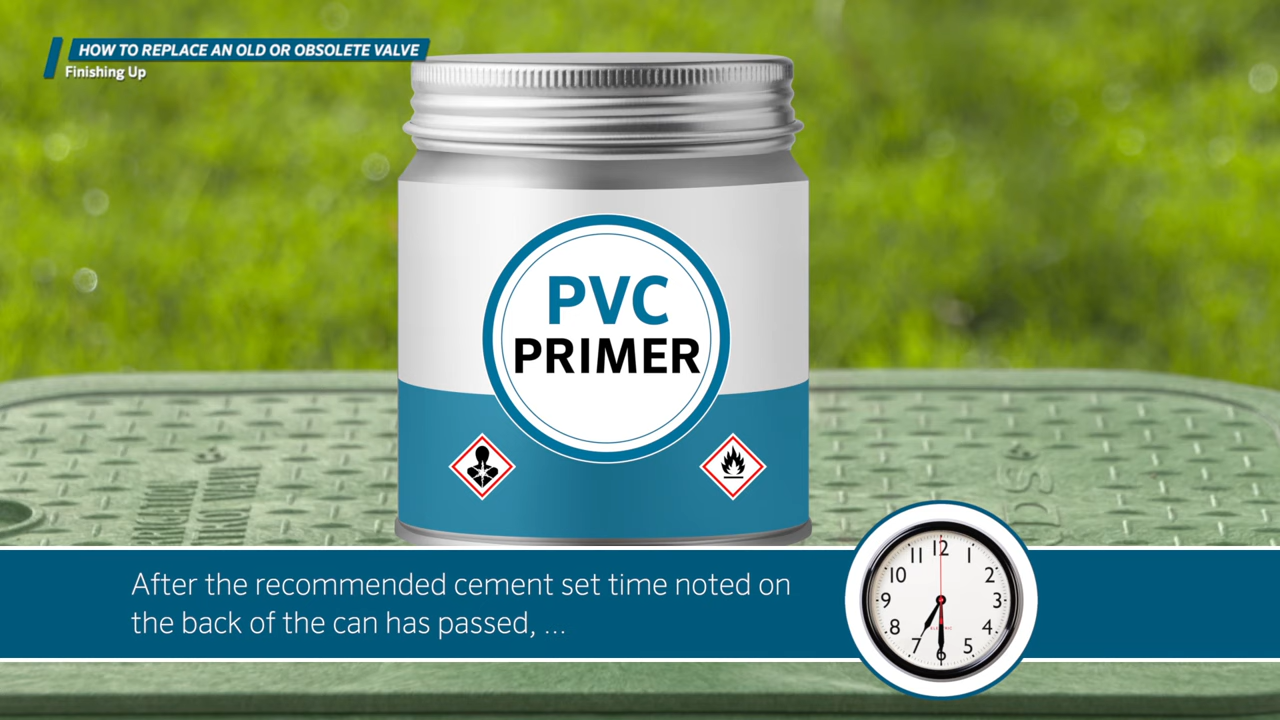 HOW TO REPLACE AN OLD OR OBSOLETE VALVE
Finishing Up
PVC
PRIMER
After the recommended cement set time noted on
the back of the can has passed, ...
11 12 1
10 2
9 3
8 4
7 6 5